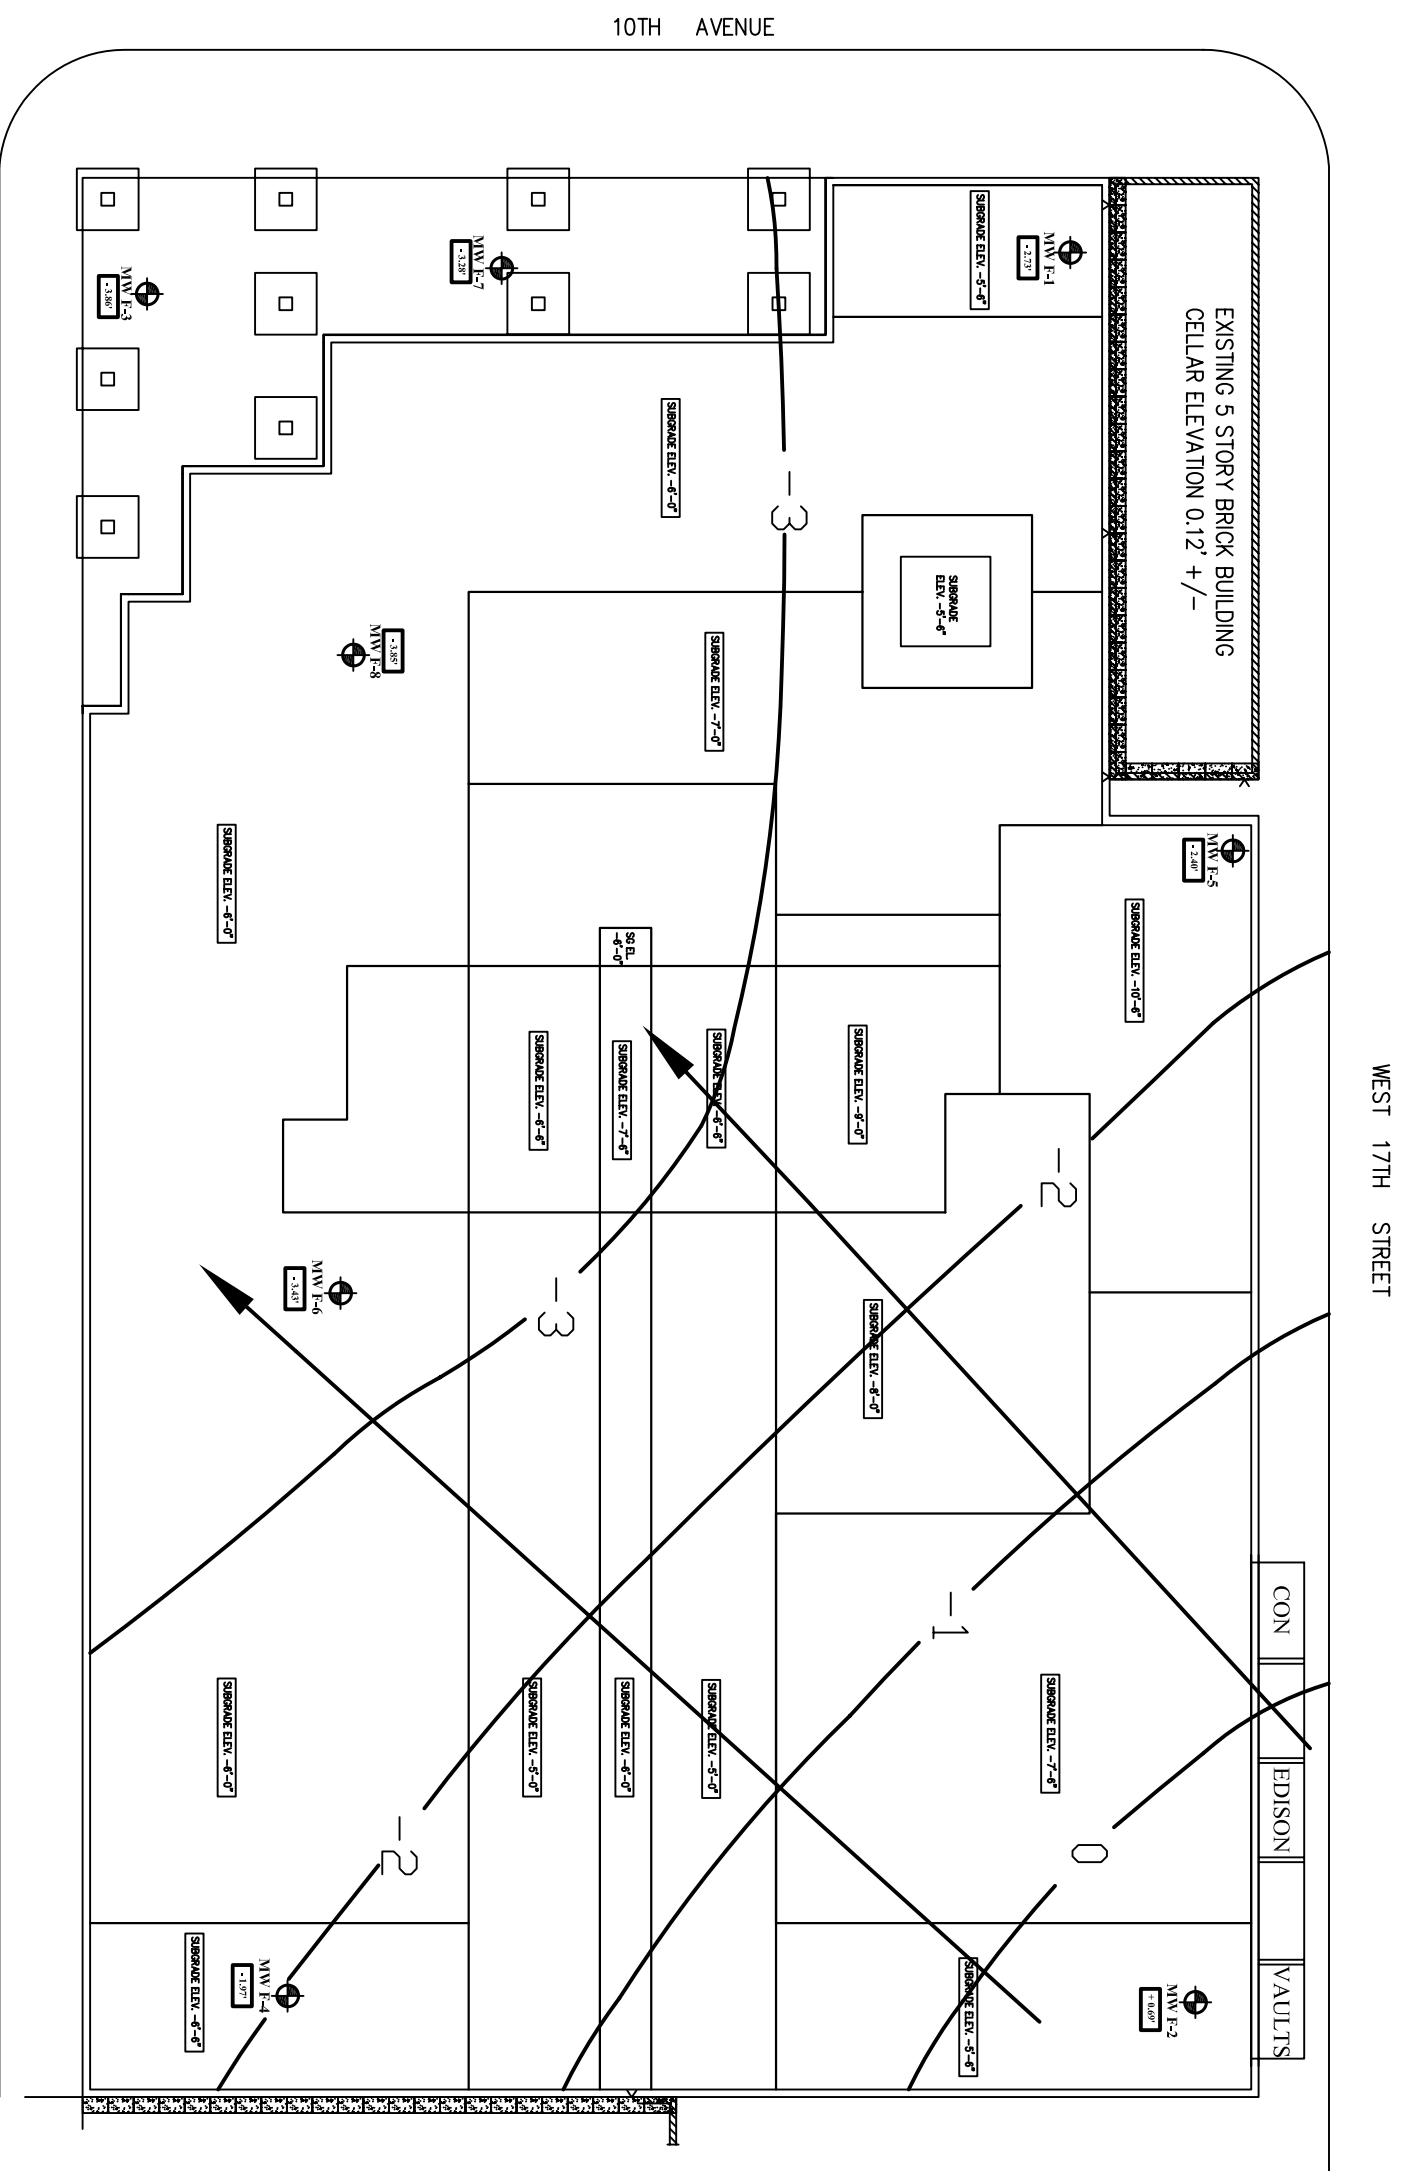 10TH AVENUE
WEST 17TH STREET
EXISTING 5 STORY BRICK BUILDING
CELLAR ELEVATION 0.12' +/-
MW F-1
- 2.73'
SUBGRADE ELEV. -5'-6"
MW F-7
- 3.28'
MW F-3
- 3.86'
SUBGRADE ELEV. -6'-0"
-3
SUBGRADE
ELEV. -5'-6"
MW F-8
- 3.85'
SUBGRADE ELEV. -7'-0"
MW F-5
- 2.40'
SUBGRADE ELEV. -10'-6"
SUBGRADE ELEV. -6'-0"
SG EL
-6'-0"
SUBGRADE ELEV. -9'-0"
SUBGRADE ELEV. -6'-6"
SUBGRADE ELEV. -7'-6"
SUBGRADE ELEV. -6'-6"
-2
-3
MW F-6
- 3.43'
SUBGRADE ELEV. -8'-0"
-1
CON EDISON VAULTS
SUBGRADE ELEV. -7'-6"
SUBGRADE ELEV. -5'-0"
SUBGRADE ELEV. -6'-0"
SUBGRADE ELEV. -5'-0"
SUBGRADE ELEV. -6'-0"
0
-2
MW F-2
+ 0.69'
SUBGRADE ELEV. -5'-6"
MW F-4
- 1.97'
SUBGRADE ELEV. -6'-6"